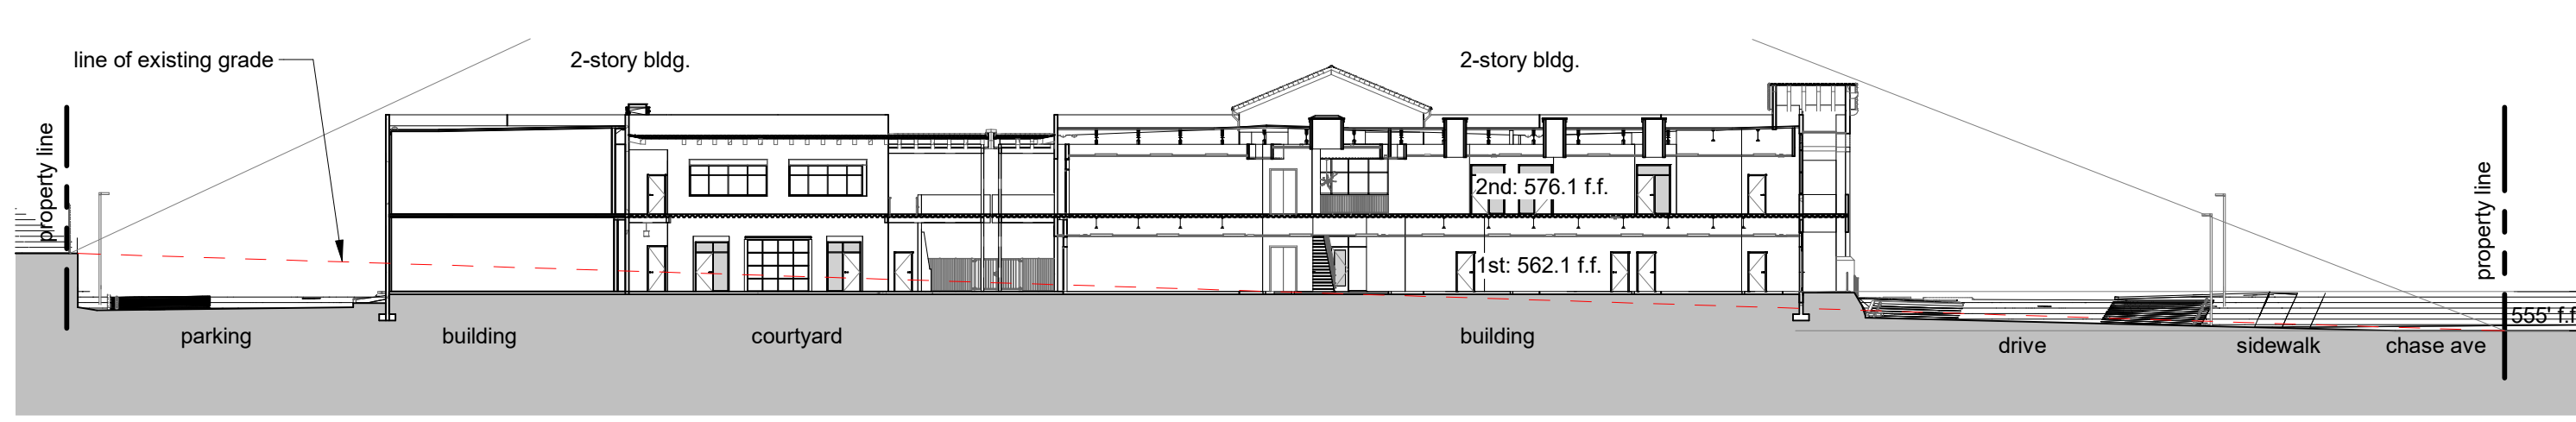 line of existing grade
2-story bldg.
2-story bldg.
property line
property line
2nd: 576.1 f.f.
1st: 562.1 f.f.
555' f.f
parking
building
courtyard
building
drive
sidewalk
chase ave